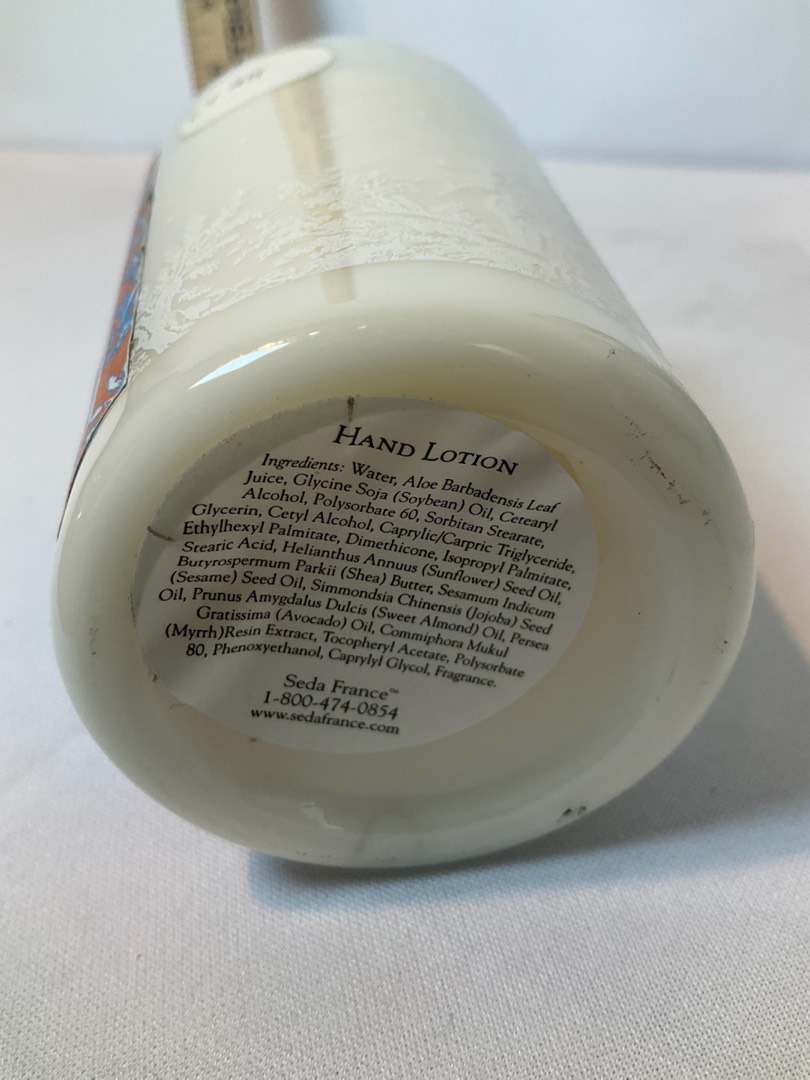 HAND LOTION
Ingredients: Water, Aloe Barbadensis Leaf
Juice, Glycine Soja (Soybean) Oil, Cetearyl
Alcohol, Polysorbate 60, Sorbitan Stearate,
Glycerin, Cetyl Alcohol, Caprylic/Carpric Triglyceride,
Ethylhexyl Palmitate, Dimethicone, Isopropyl Palmitate,
Stearic Acid, Helianthus Annuus (Sunflower) Seed Oil,
Butyrospermum Parkii (Shea) Butter, Sesamum Indicum
(Sesame) Seed Oil, Simmondsia Chinensis (Jojoba) Seed
Oil, Prunus Amygdalus Dulcis (Sweet Almond) Oil, Persea
Gratissima (Avocado) Oil, Commiphora Mukul
(Myrrh)Resin Extract, Tocopheryl Acetate, Polysorbate
80, Phenoxyethanol, Caprylyl Glycol, Fragrance.
Seda France™
1-800-474-0854
www.sedafrance.com